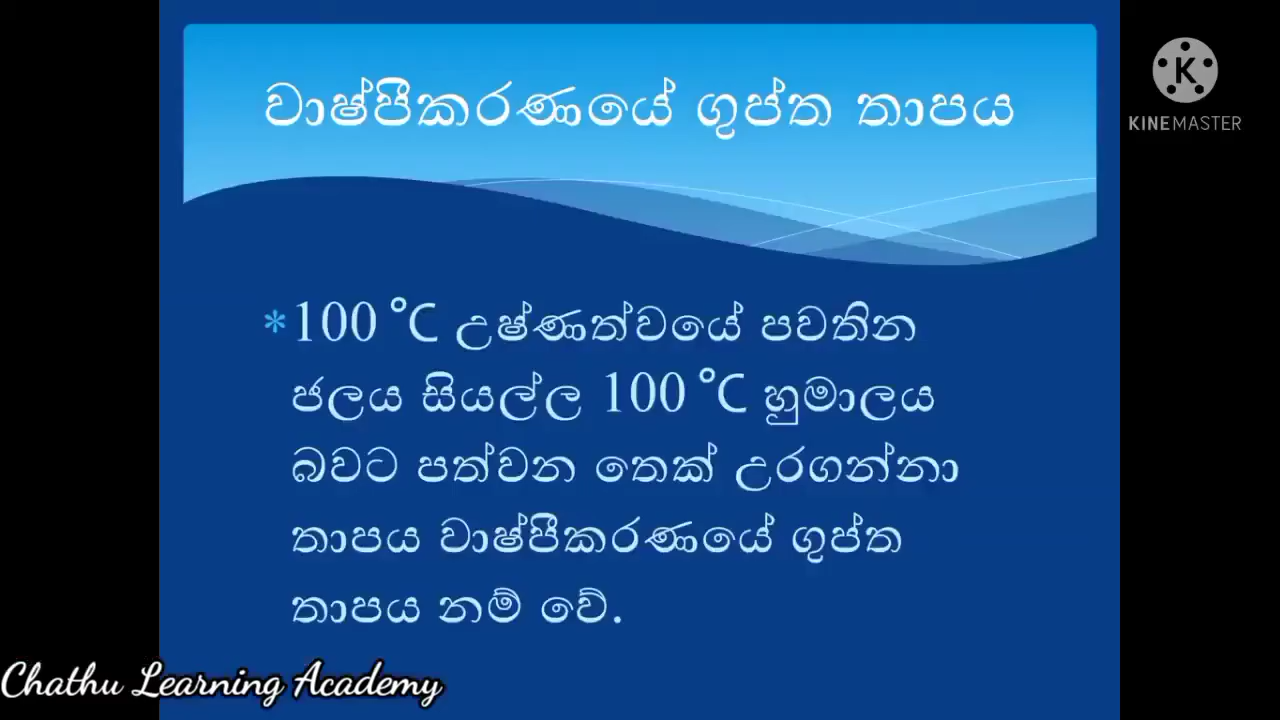 වාෂ්පීකරණයේ ගුප්ත තාපය
K
KINEMASTER
*100 °C උෂ්ණත්වයේ පවතින
ජලය සියල්ල 100 °C හුමාලය
බවට පත්වන තෙක් උරගන්නා
තාපය වාෂ්පීකරණයේ ගුප්ත
තාපය නම් වේ.
Chathu Learning Academy